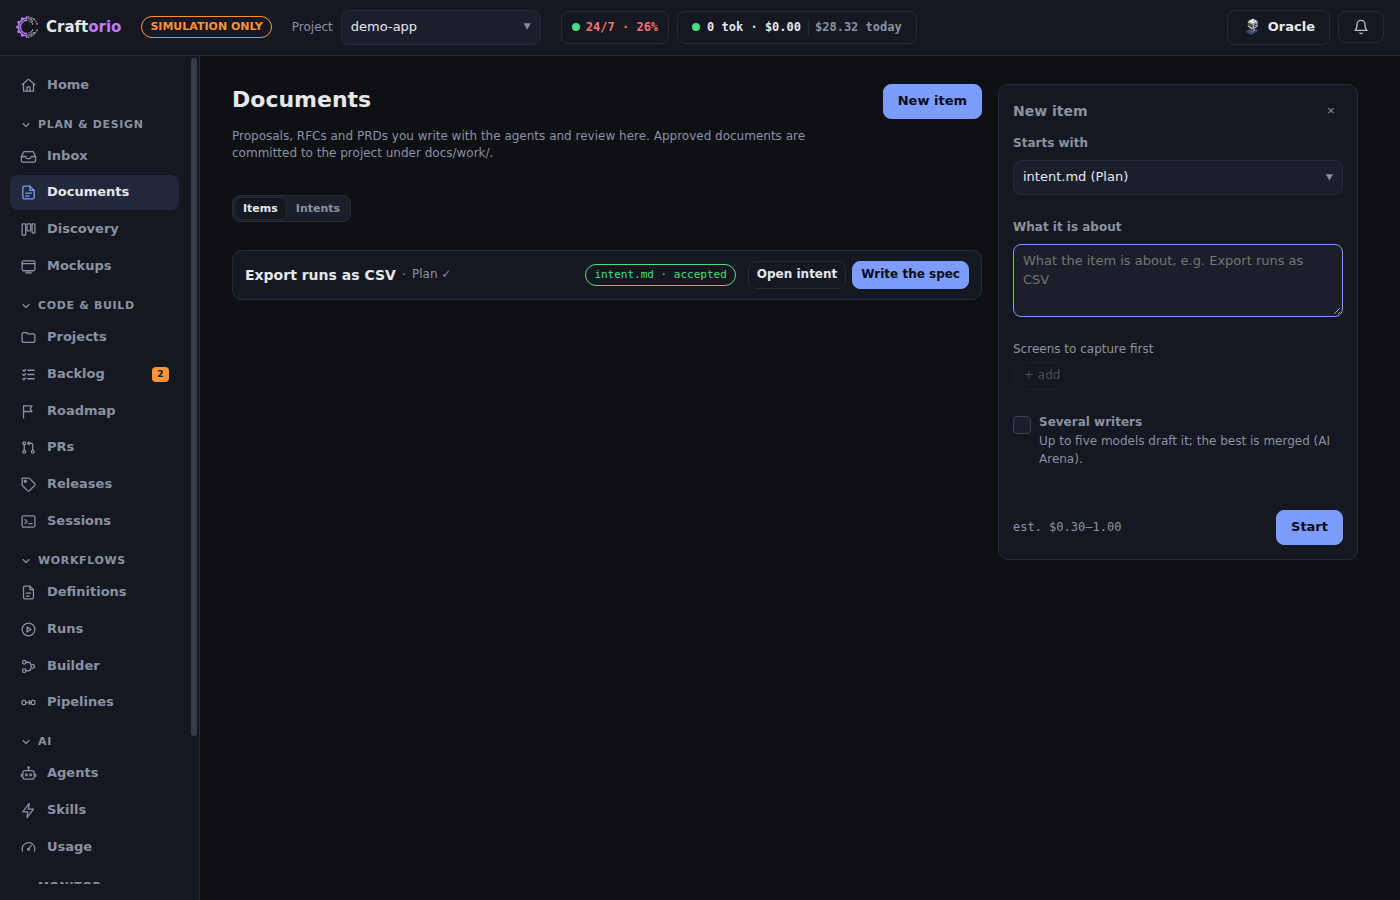 Craftorio
SIMULATION ONLY
Project
demo-app
24/7 · 26%
0 tok · $0.00
$28.32 today
Oracle
Home
PLAN & DESIGN
Inbox
Documents
Discovery
Mockups
CODE & BUILD
Projects
Backlog
2
Roadmap
PRs
Releases
Sessions
WORKFLOWS
Definitions
Runs
Builder
Pipelines
AI
Agents
Skills
Usage
Documents
New item
Proposals, RFCs and PRDs you write with the agents and review here. Approved documents are
committed to the project under docs/work/.
Items
Intents
Export runs as CSV · Plan ✓
intent.md · accepted
Open intent
Write the spec
New item
×
Starts with
intent.md (Plan)
What it is about
What the item is about, e.g. Export runs as
CSV
Screens to capture first
+ add
Several writers
Up to five models draft it; the best is merged (AI
Arena).
est. $0.30–1.00
Start